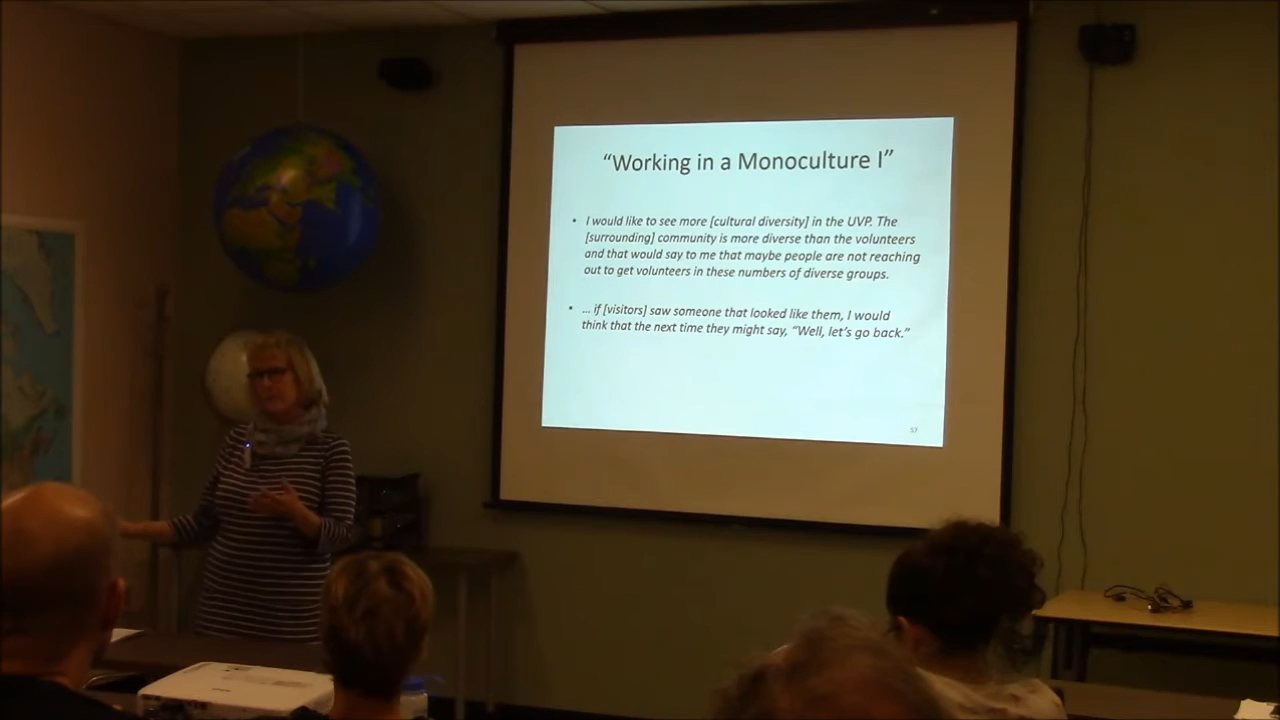 “Working in a Monoculture I”
• I would like to see more [cultural diversity] in the UVP. The
[surrounding] community is more diverse than the volunteers
and that would say to me that maybe people are not reaching
out to get volunteers in these numbers of diverse groups.
• ... if [visitors] saw someone that looked like them, I would
think that the next time they might say, “Well, let’s go back.”
57